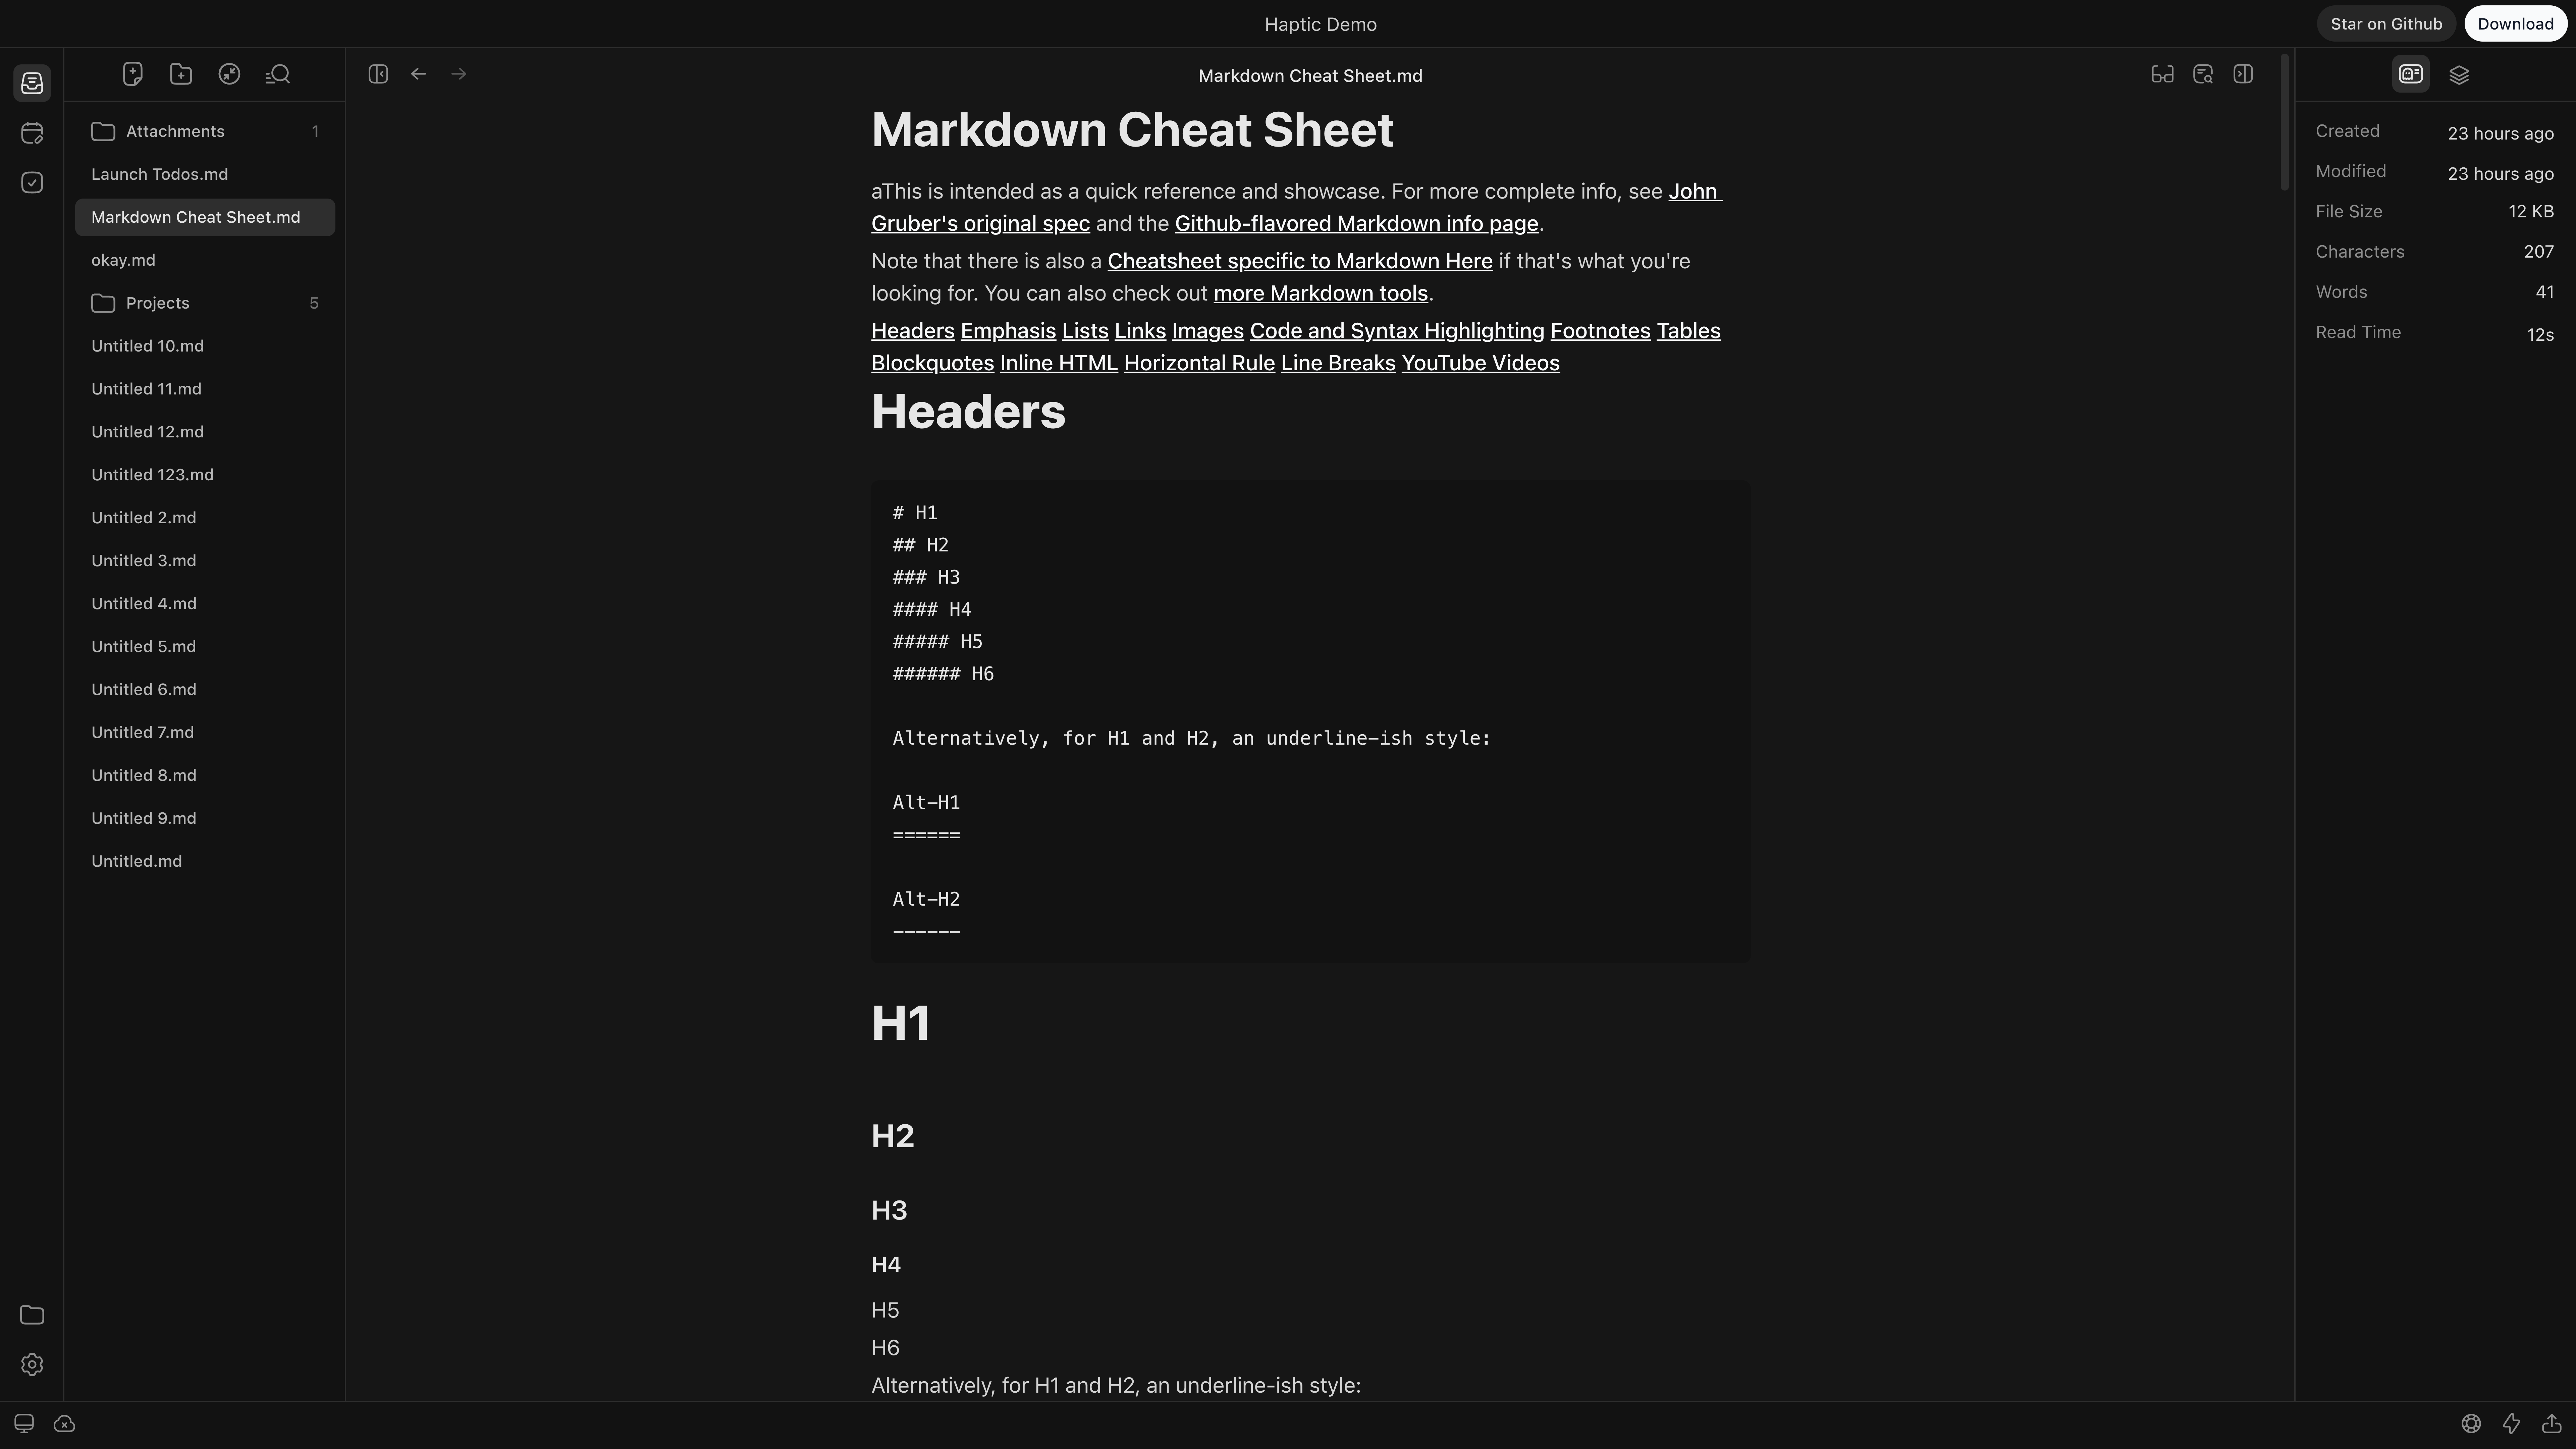 Haptic Demo
Star on Github
Download
Attachments 1
Launch Todos.md
Markdown Cheat Sheet.md
okay.md
Projects 5
Untitled 10.md
Untitled 11.md
Untitled 12.md
Untitled 123.md
Untitled 2.md
Untitled 3.md
Untitled 4.md
Untitled 5.md
Untitled 6.md
Untitled 7.md
Untitled 8.md
Untitled 9.md
Untitled.md
Markdown Cheat Sheet.md
Markdown Cheat Sheet
aThis is intended as a quick reference and showcase. For more complete info, see John
Gruber's original spec and the Github-flavored Markdown info page.
Note that there is also a Cheatsheet specific to Markdown Here if that's what you're
looking for. You can also check out more Markdown tools.
Headers Emphasis Lists Links Images Code and Syntax Highlighting Footnotes Tables
Blockquotes Inline HTML Horizontal Rule Line Breaks YouTube Videos
Headers
# H1
## H2
### H3
#### H4
##### H5
###### H6
Alternatively, for H1 and H2, an underline-ish style:
Alt-H1
======
Alt-H2
------
H1
H2
H3
H4
H5
H6
Alternatively, for H1 and H2, an underline-ish style:
Created 23 hours ago
Modified 23 hours ago
File Size 12 KB
Characters 207
Words 41
Read Time 12s